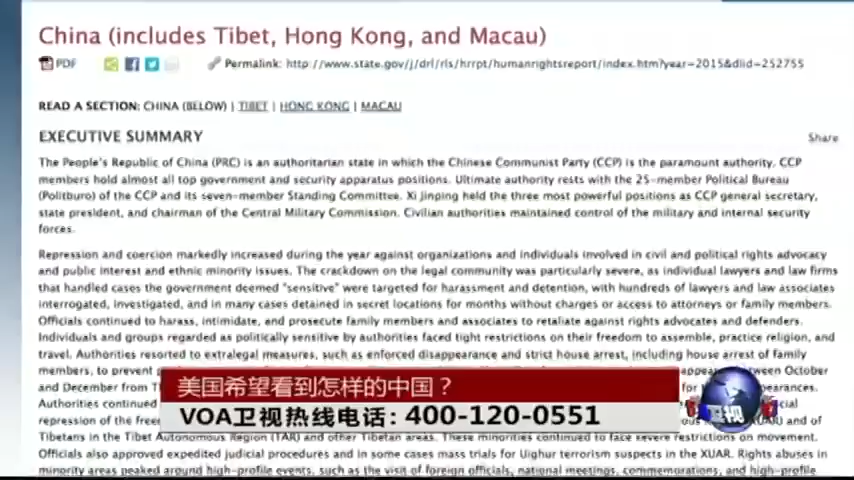 China (includes Tibet, Hong Kong, and Macau)
PDF Permalink: http://www.state.gov/j/drl/rls/hrrpt/humanrightsreport/index.htm?year=2015&dlid=252755
READ A SECTION: CHINA (BELOW) | TIBET | HONG KONG | MACAU
EXECUTIVE SUMMARY
Share
The People's Republic of China (PRC) is an authoritarian state in which the Chinese Communist Party (CCP) is the paramount authority. CCP
members hold almost all top government and security apparatus positions. Ultimate authority rests with the 25-member Political Bureau
(Politburo) of the CCP and its seven-member Standing Committee. Xi Jinping held the three most powerful positions as CCP general secretary,
state president, and chairman of the Central Military Commission. Civilian authorities maintained control of the military and internal security
forces.
Repression and coercion markedly increased during the year against organizations and individuals involved in civil and political rights advocacy
and public interest and ethnic minority issues. The crackdown on the legal community was particularly severe, as individual lawyers and law firms
that handled cases the government deemed "sensitive" were targeted for harassment and detention, with hundreds of lawyers and law associates
interrogated, investigated, and in many cases detained in secret locations for months without charges or access to attorneys or family members.
Officials continued to harass, intimidate, and prosecute family members and associates to retaliate against rights advocates and defenders.
Individuals and groups regarded as politically sensitive by authorities faced tight restrictions on their freedom to assemble, practice religion, and
travel. Authorities resorted to extralegal measures, such as enforced disappearance and strict house arrest, including house arrest of family
members, to prevent between October
and December from
Authorities continued
repression of the and of
Tibetans in the Tibet Autonomous Region (TAR) and other Tibetan areas. These minorities continued to face severe restrictions on movement.
Officials also approved expedited judicial procedures and in some cases mass trials for Uighur terrorism suspects in the XUAR. Rights abuses in
minority areas peaked around high-profile events, such as the visit of foreign officials, national meetings, commemorations, and high-profile
美国希望看到怎样的中国？
VOA卫视热线电话：400-120-0551
卫视